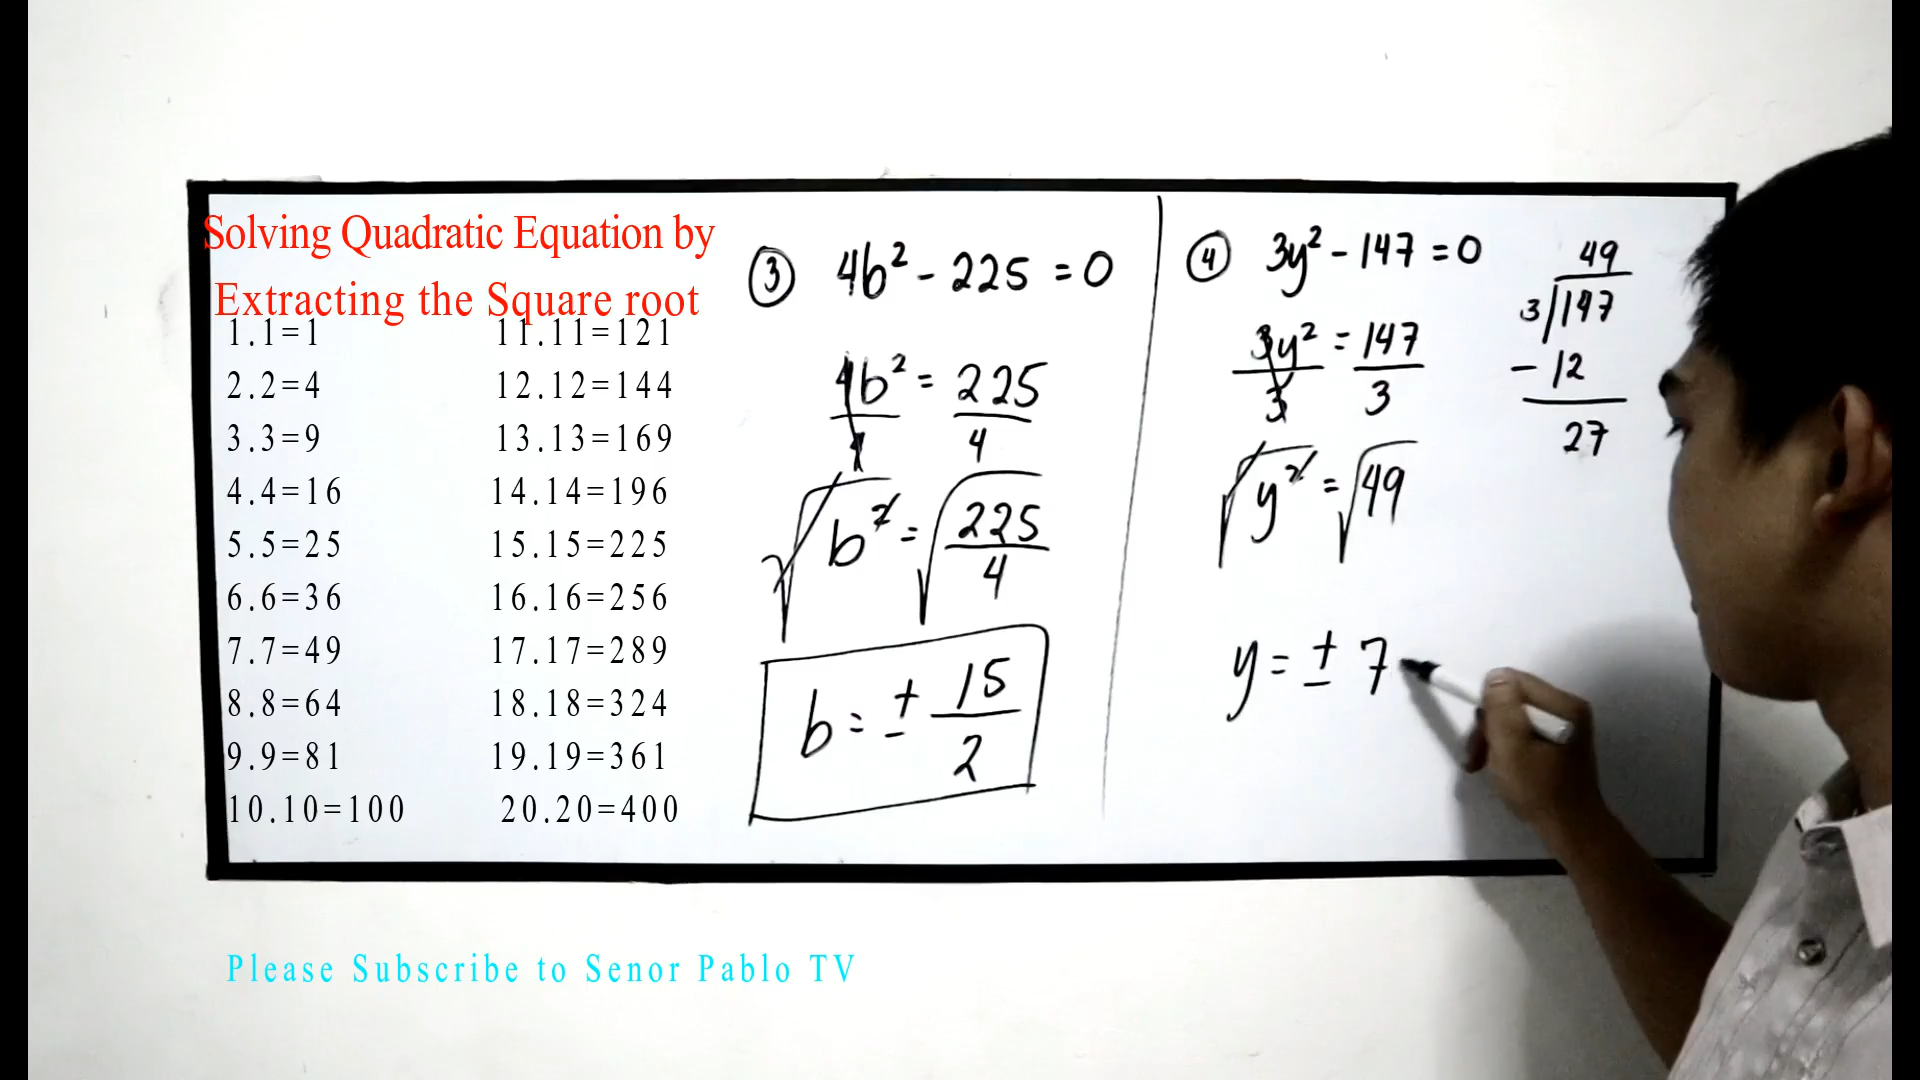 Solving Quadratic Equation by
Extracting the Square root
1.1=1
2.2=4
3.3=9
4.4=16
5.5=25
6.6=36
7.7=49
8.8=64
9.9=81
10.10=100
11.11=121
12.12=144
13.13=169
14.14=196
15.15=225
16.16=256
17.17=289
18.18=324
19.19=361
20.20=400
③ 4b² - 225 = 0
4b²/4 = 225/4
√b² = √225/4
b = ± 15/2
④ 3y² - 147 = 0
3y²/3 = 147/3
√y² = √49
y = ± 7
49
3 147
- 12
27
Please Subscribe to Senor Pablo TV